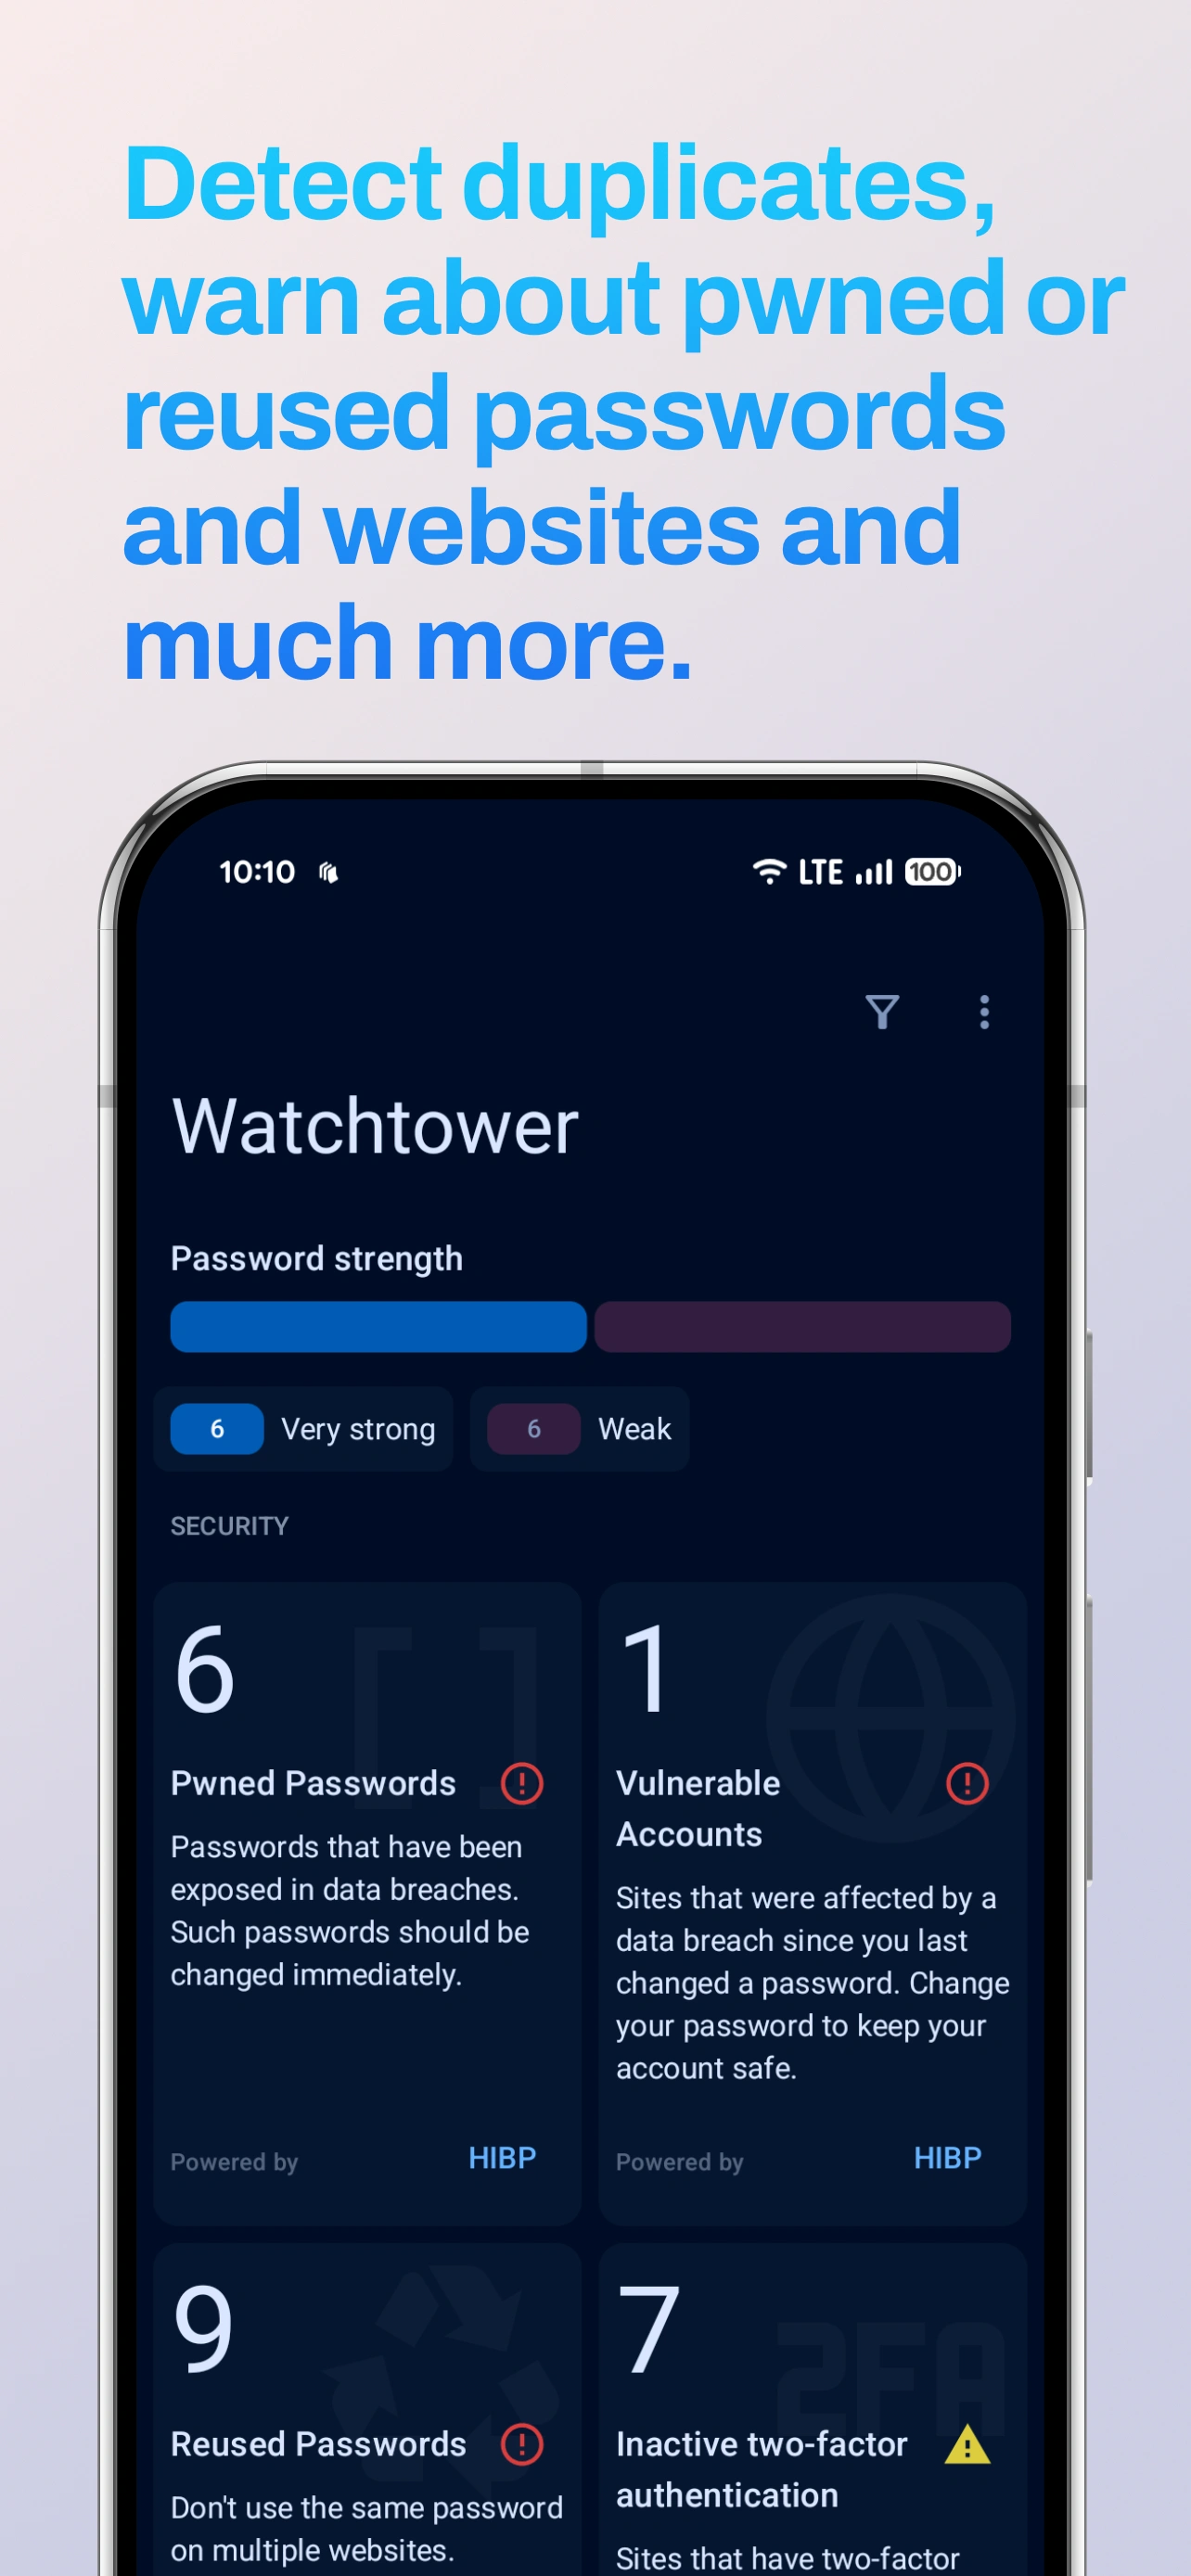 Detect duplicates,
warn about pwned or
reused passwords
and websites and
much more.
10:10
LTE
100
Watchtower
Password strength
6 Very strong
6 Weak
SECURITY
6
Pwned Passwords
Passwords that have been
exposed in data breaches.
Such passwords should be
changed immediately.
Powered by HIBP
1
Vulnerable
Accounts
Sites that were affected by a
data breach since you last
changed a password. Change
your password to keep your
account safe.
Powered by HIBP
9
Reused Passwords
Don't use the same password
on multiple websites.
2FA
7
Inactive two-factor
authentication
Sites that have two-factor